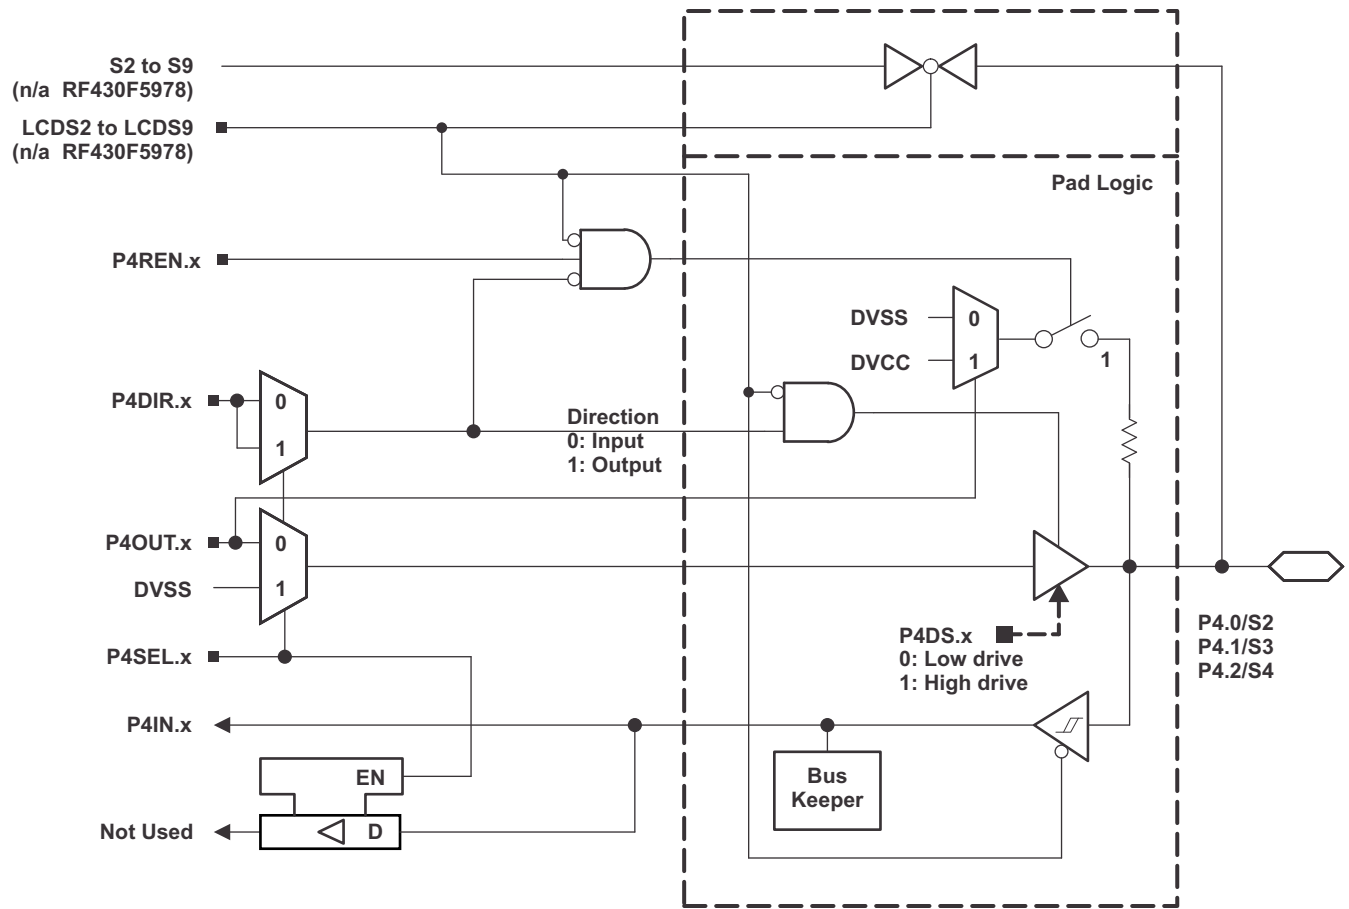 S2 to S9
(n/a RF430F5978)
LCDS2 to LCDS9
(n/a RF430F5978)
Pad Logic
P4REN.x
DVSS
0
DVCC
1
1
P4DIR.x
0
1
Direction
0: Input
1: Output
P4OUT.x
0
DVSS
1
P4SEL.x
P4DS.x
0: Low drive
1: High drive
P4.0/S2
P4.1/S3
P4.2/S4
P4IN.x
Bus
Keeper
EN
Not Used
D